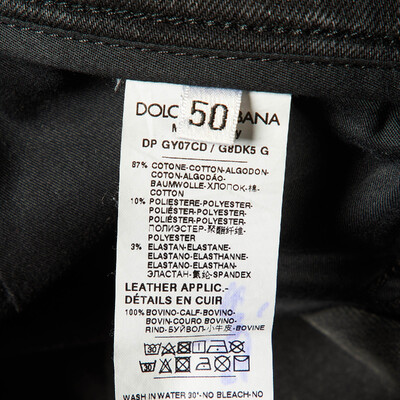 50
DOLC BANA
M y
DP GY07CD / G8DK5 G
87% COTONE-COTTON-ALGODON-
COTON-ALGODÃO-
BAUMWOLLE-ХЛОПОК-棉-
COTTON
10% POLIESTERE-POLYESTER-
POLIÉSTER-POLYESTER-
POLIÉSTER-POLYESTER-
ПОЛИЭСТЕР-聚酯纤维-
POLYESTER
3% ELASTAN-ELASTANE-
ELASTANO-ELASTHANNE-
ELASTANO-ELASTHAN-
ЭЛАСТАН-氨纶-SPANDEX
LEATHER APPLIC.-
DÉTAILS EN CUIR
100% BOVINO-CALF-BOVINO-
BOVIN-COURO BOVINO-
RIND-БУЙВОЛ-小牛皮-BOVINE
WASH IN WATER 30°-NO BLEACH-NO